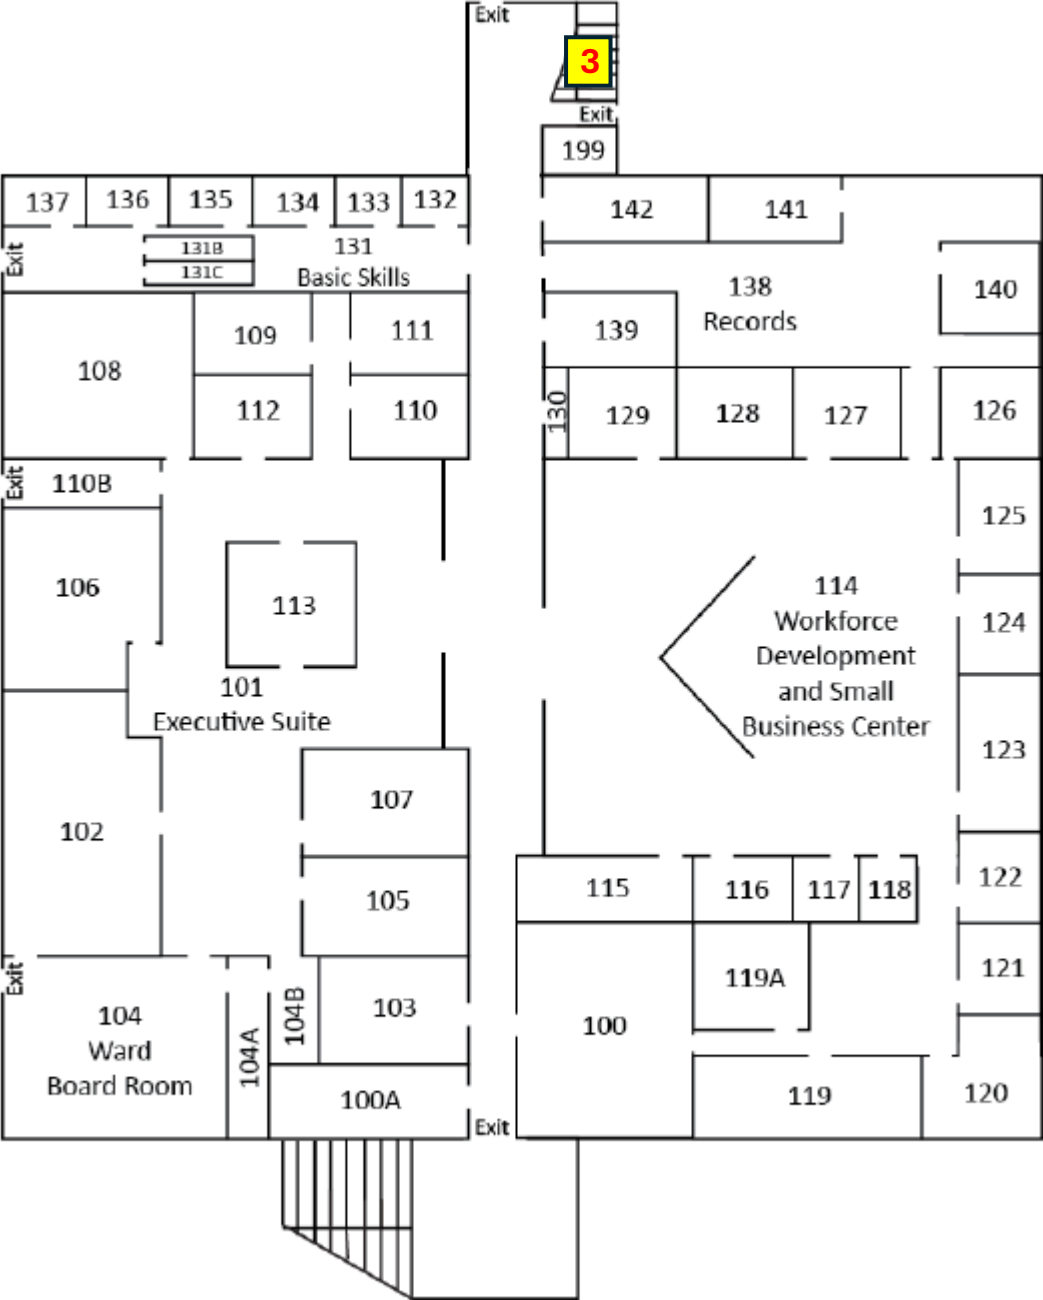 Exit
3
Exit
199
137 136 135 134 133 132
142 141
131B
131
Exit
131C
Basic Skills
138
Records
140
109 111
139
108
112 110
130 129 128 127 126
Exit
110B
125
106
113
114
Workforce
Development
and Small
Business Center
124
101
Executive Suite
123
107
102
115 116 117 118
122
105
Exit
119A
121
104
Ward
Board Room
104A
104B
103
100
100A
119
120
Exit